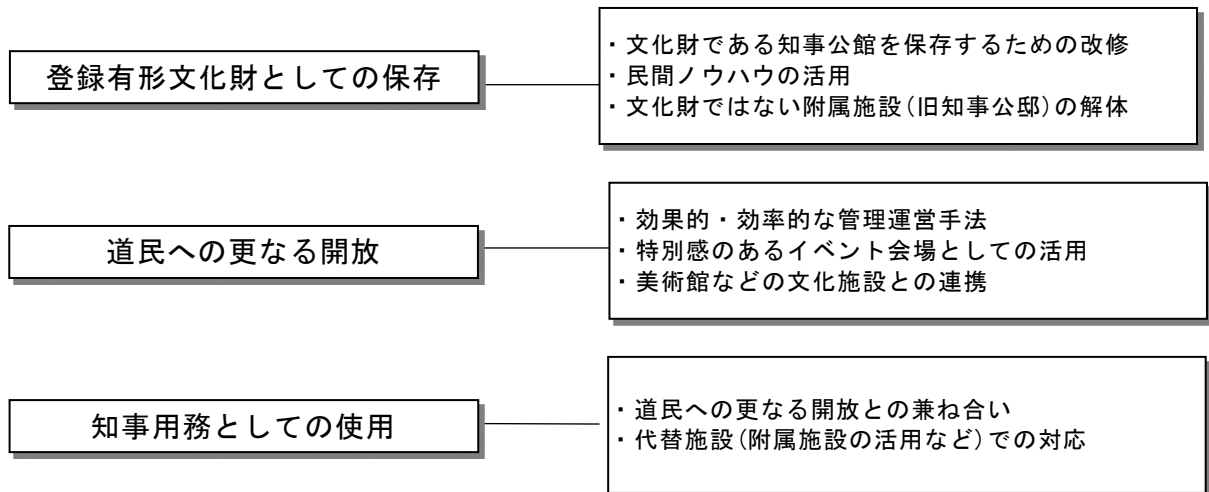 登録有形文化財としての保存
・文化財である知事公館を保存するための改修
・民間ノウハウの活用
・文化財ではない附属施設(旧知事公邸)の解体
道民への更なる開放
・効果的・効率的な管理運営手法
・特別感のあるイベント会場としての活用
・美術館などの文化施設との連携
知事用務としての使用
・道民への更なる開放との兼ね合い
・代替施設(附属施設の活用など)での対応